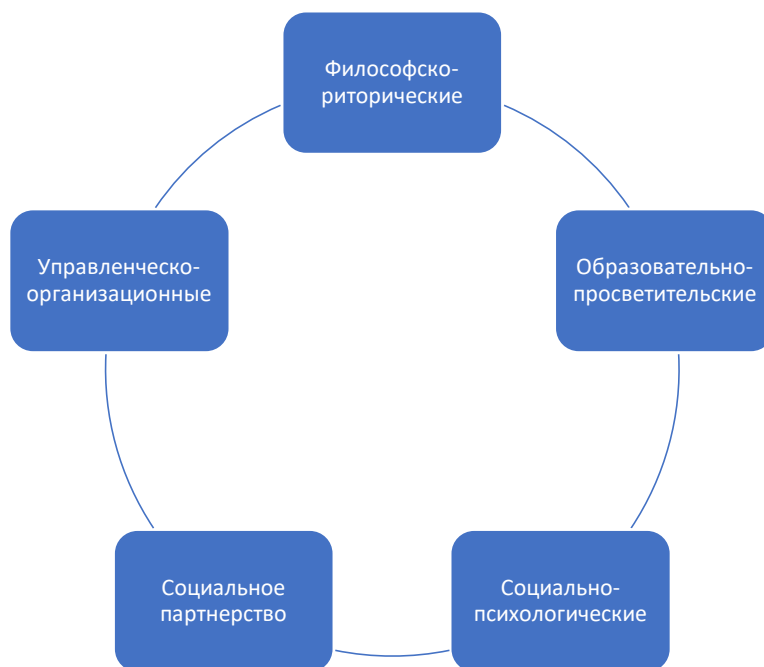 Философско-
риторические
Образовательно-
просветительские
Социально-
психологические
Социальное
партнерство
Управленческо-
организационные